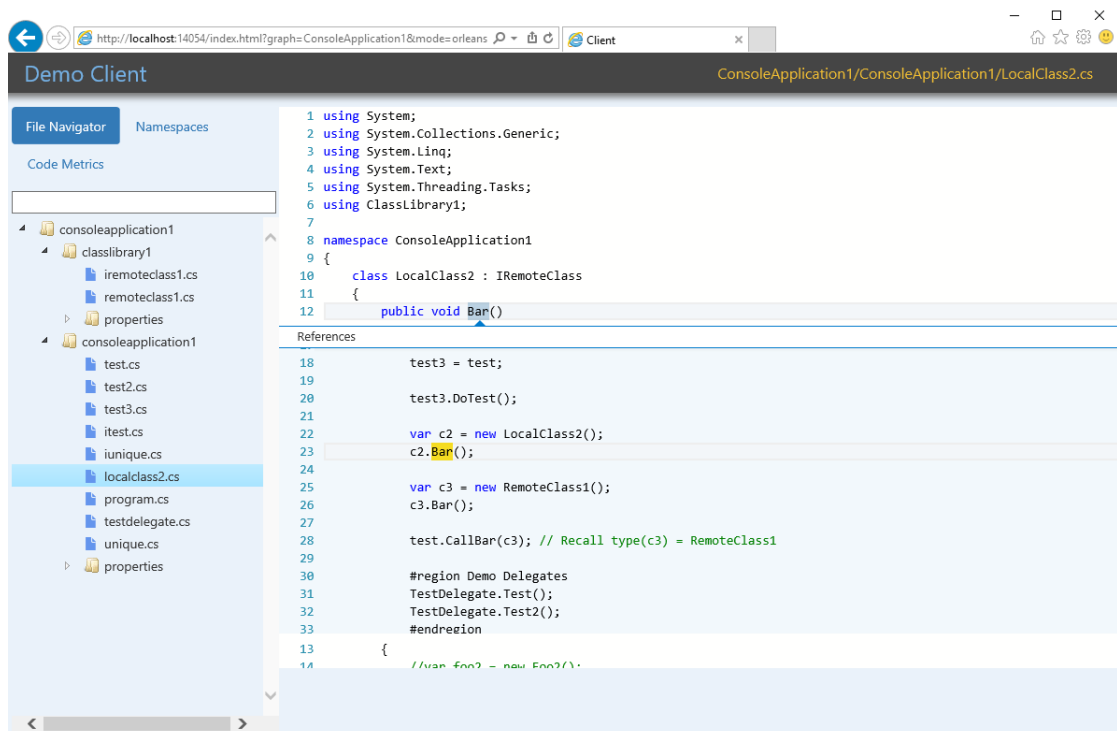 http://localhost:14054/index.html?graph=ConsoleApplication1&mode=orleans
Client
Demo Client
ConsoleApplication1/ConsoleApplication1/LocalClass2.cs
File Navigator
Namespaces
Code Metrics
consoleapplication1
classlibrary1
iremoteclass1.cs
remoteclass1.cs
properties
consoleapplication1
test.cs
test2.cs
test3.cs
itest.cs
iunique.cs
localclass2.cs
program.cs
testdelegate.cs
unique.cs
properties
1 using System;
2 using System.Collections.Generic;
3 using System.Linq;
4 using System.Text;
5 using System.Threading.Tasks;
6 using ClassLibrary1;
7
8 namespace ConsoleApplication1
9 {
10 class LocalClass2 : IRemoteClass
11 {
12 public void Bar()
References
18 test3 = test;
19
20 test3.DoTest();
21
22 var c2 = new LocalClass2();
23 c2.Bar();
24
25 var c3 = new RemoteClass1();
26 c3.Bar();
27
28 test.CallBar(c3); // Recall type(c3) = RemoteClass1
29
30 #region Demo Delegates
31 TestDelegate.Test();
32 TestDelegate.Test2();
33 #endregion
13 {
14 //var foo2 = new Foo2();